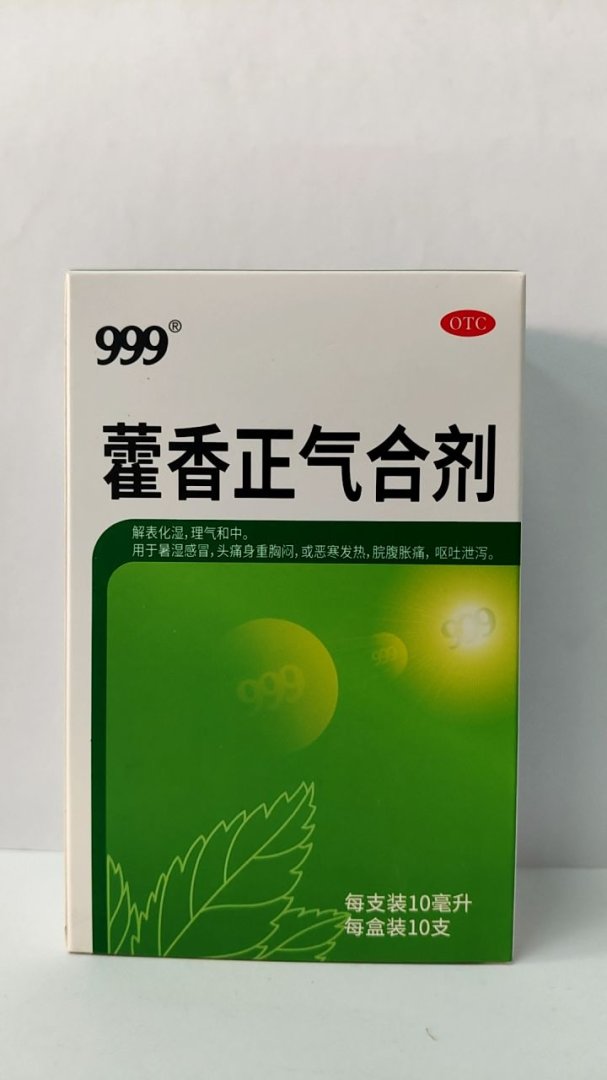 999®
OTC
藿香正气合剂
解表化湿,理气和中。
用于暑湿感冒,头痛身重胸闷,或恶寒发热,脘腹胀痛,呕吐泄泻。
999
999
999
每支装10毫升
每盒装10支